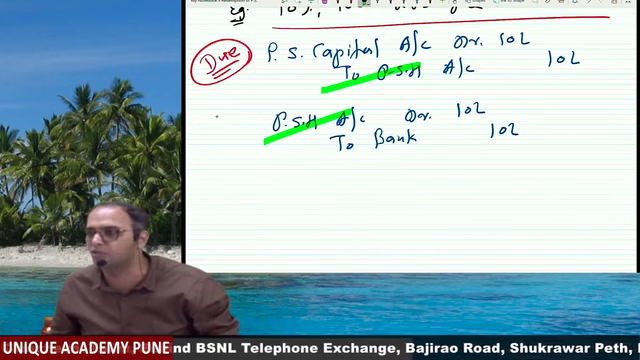 Eg.
Due P. S. Capital A/c Dr. 10L
To P.S.H A/c 10L
P.S.H A/c Dr. 10L
To Bank 10L
UNIQUE ACADEMY PUNE
nd BSNL Telephone Exchange, Bajirao Road, Shukrawar Peth,